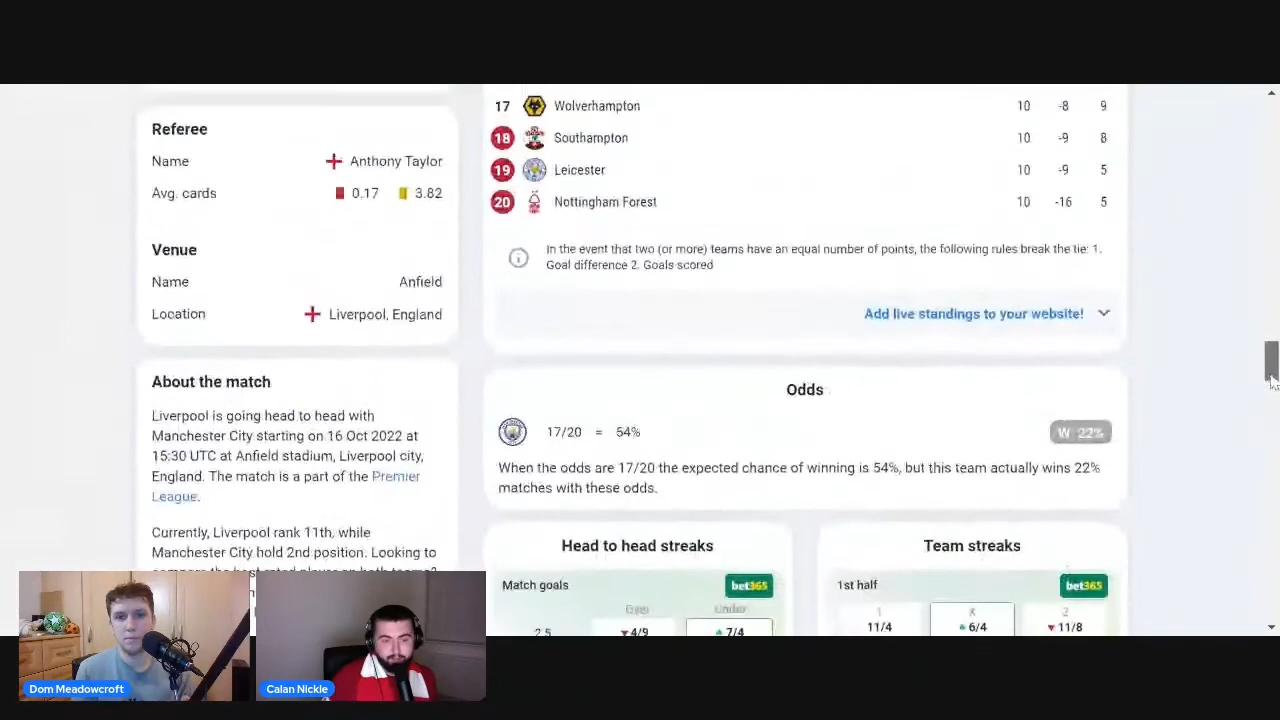 Referee
Name Anthony Taylor
Avg. cards 0.17 3.82
Venue
Name Anfield
Location Liverpool, England
About the match
Liverpool is going head to head with
Manchester City starting on 16 Oct 2022 at
15:30 UTC at Anfield stadium, Liverpool city,
England. The match is a part of the Premier
League.
Currently, Liverpool rank 11th, while
Manchester City hold 2nd position. Looking to
17 Wolverhampton 10 -8 9
18 Southampton 10 -9 8
19 Leicester 10 -9 5
20 Nottingham Forest 10 -16 5
In the event that two (or more) teams have an equal number of points, the following rules break the tie: 1.
Goal difference 2. Goals scored
Add live standings to your website!
Odds
17/20 = 54% W 22%
When the odds are 17/20 the expected chance of winning is 54%, but this team actually wins 22%
matches with these odds.
Head to head streaks
Match goals bet365
Over Under
2.5 4/9 7/4
Team streaks
1st half bet365
1 X 2
11/4 6/4 11/8
Dom Meadowcroft
Calan Nickle